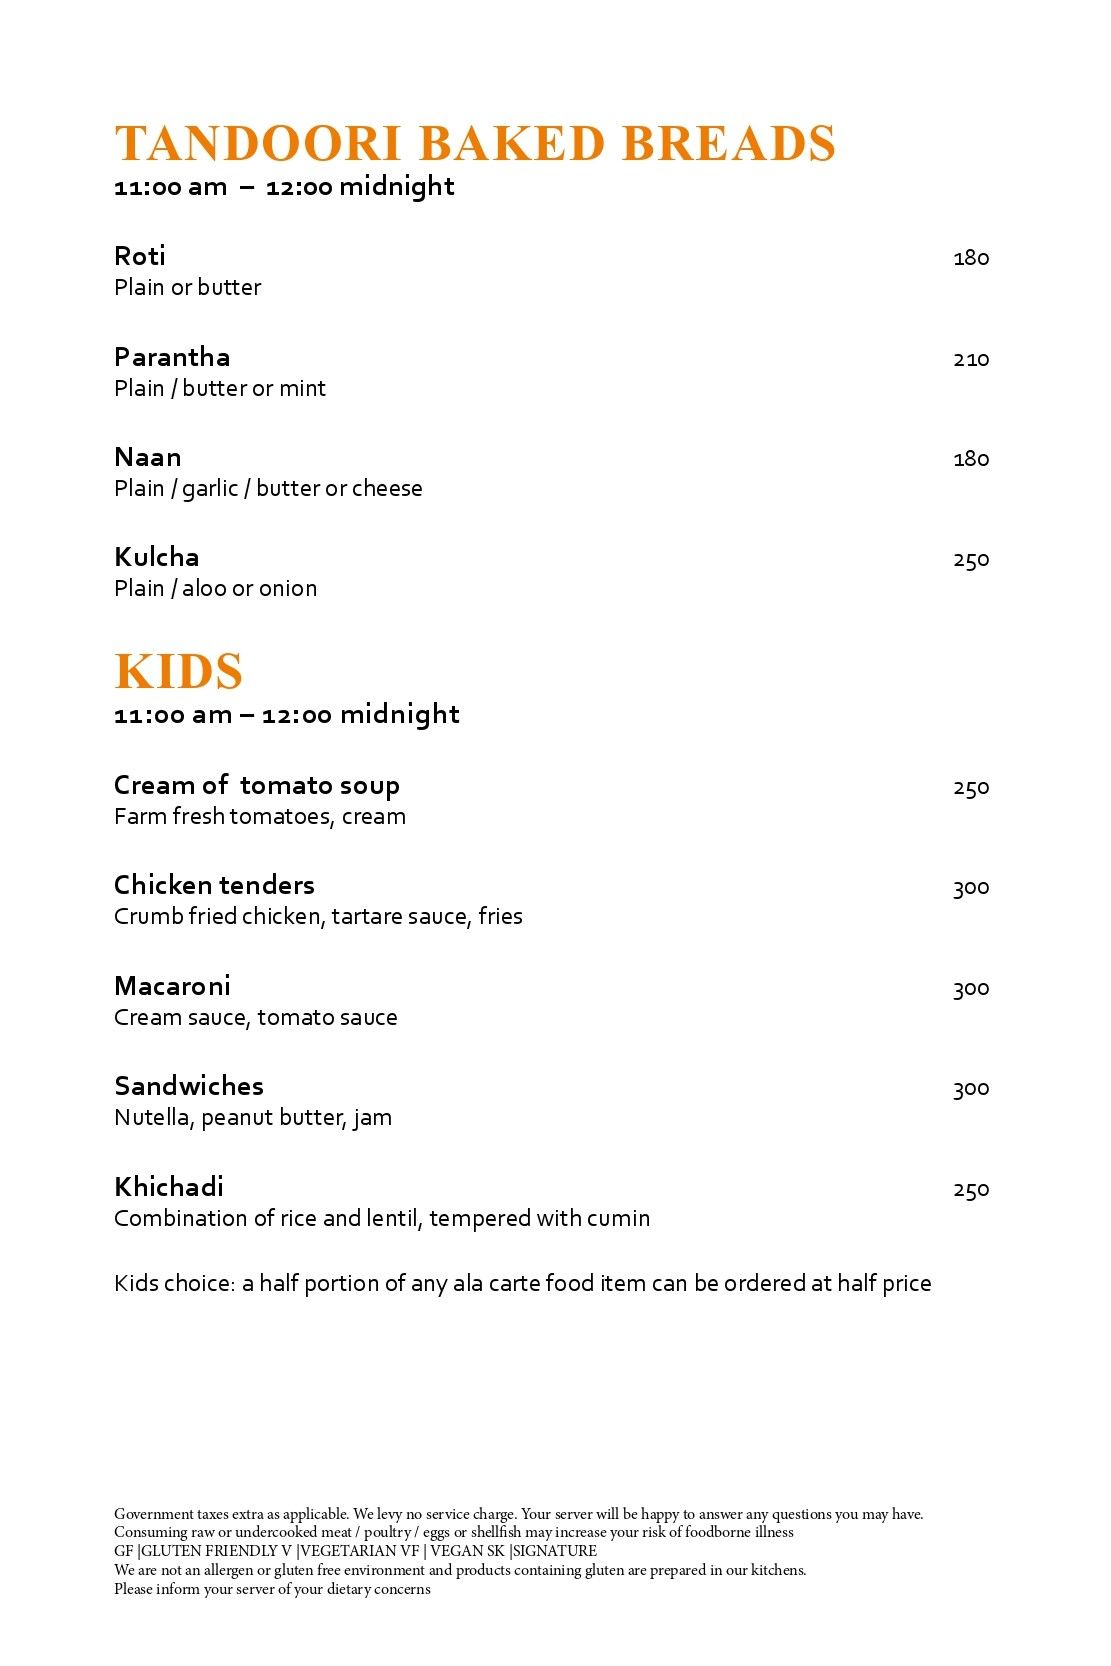 TANDOORI BAKED BREADS
11:00 am – 12:00 midnight
Roti 180
Plain or butter
Parantha 210
Plain / butter or mint
Naan 180
Plain / garlic / butter or cheese
Kulcha 250
Plain / aloo or onion
KIDS
11:00 am – 12:00 midnight
Cream of tomato soup 250
Farm fresh tomatoes, cream
Chicken tenders 300
Crumb fried chicken, tartare sauce, fries
Macaroni 300
Cream sauce, tomato sauce
Sandwiches 300
Nutella, peanut butter, jam
Khichadi 250
Combination of rice and lentil, tempered with cumin
Kids choice: a half portion of any ala carte food item can be ordered at half price
Government taxes extra as applicable. We levy no service charge. Your server will be happy to answer any questions you may have.
Consuming raw or undercooked meat / poultry / eggs or shellfish may increase your risk of foodborne illness
GF |GLUTEN FRIENDLY V |VEGETARIAN VF | VEGAN SK |SIGNATURE
We are not an allergen or gluten free environment and products containing gluten are prepared in our kitchens.
Please inform your server of your dietary concerns